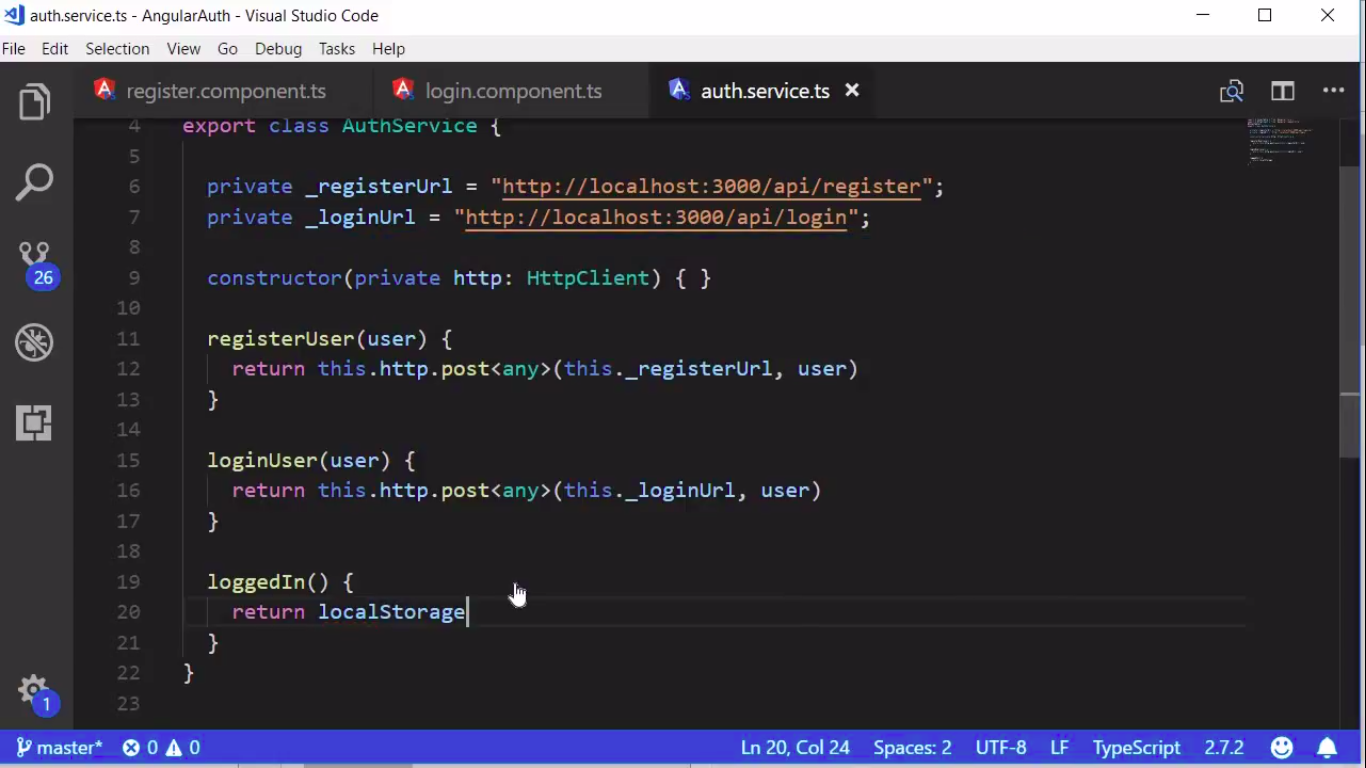 auth.service.ts - AngularAuth - Visual Studio Code
File Edit Selection View Go Debug Tasks Help
register.component.ts login.component.ts auth.service.ts
4 export class AuthService {
5
6 private _registerUrl = "http://localhost:3000/api/register";
7 private _loginUrl = "http://localhost:3000/api/login";
8
9 constructor(private http: HttpClient) { }
10
11 registerUser(user) {
12 return this.http.post<any>(this._registerUrl, user)
13 }
14
15 loginUser(user) {
16 return this.http.post<any>(this._loginUrl, user)
17 }
18
19 loggedIn() {
20 return localStorage
21 }
22 }
23
26
1
master* 0 0 Ln 20, Col 24 Spaces: 2 UTF-8 LF TypeScript 2.7.2